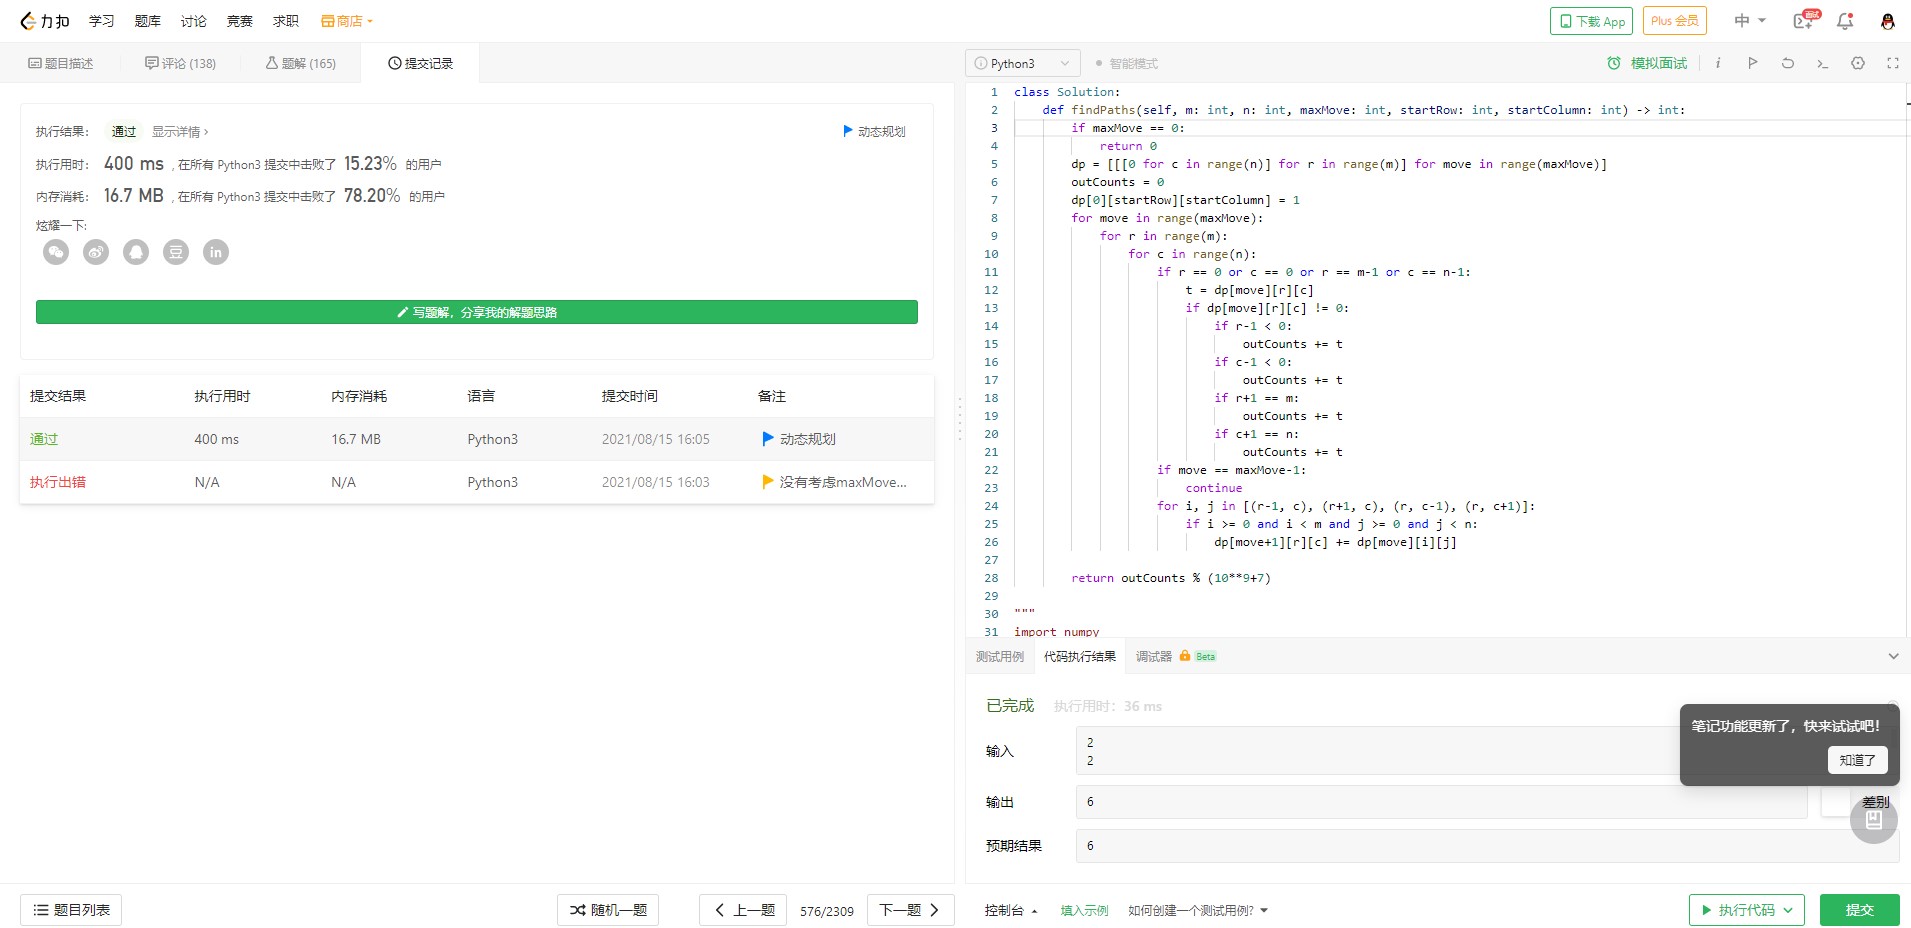 力扣 学习 题库 讨论 竞赛 求职 商店 下载 App Plus 会员 中 面试
题目描述 评论 (138) 题解 (165) 提交记录
Python3 智能模式 模拟面试
执行结果： 通过 显示详情 › 动态规划
执行用时： 400 ms , 在所有 Python3 提交中击败了 15.23% 的用户
内存消耗： 16.7 MB , 在所有 Python3 提交中击败了 78.20% 的用户
炫耀一下:
豆 in
写题解，分享我的解题思路
提交结果 执行用时 内存消耗 语言 提交时间 备注
通过 400 ms 16.7 MB Python3 2021/08/15 16:05 动态规划
执行出错 N/A N/A Python3 2021/08/15 16:03 没有考虑maxMove...
题目列表 随机一题 上一题 576/2309 下一题
1 class Solution:
2 def findPaths(self, m: int, n: int, maxMove: int, startRow: int, startColumn: int) -> int:
3 if maxMove == 0:
4 return 0
5 dp = [[[0 for c in range(n)] for r in range(m)] for move in range(maxMove)]
6 outCounts = 0
7 dp[0][startRow][startColumn] = 1
8 for move in range(maxMove):
9 for r in range(m):
10 for c in range(n):
11 if r == 0 or c == 0 or r == m-1 or c == n-1:
12 t = dp[move][r][c]
13 if dp[move][r][c] != 0:
14 if r-1 < 0:
15 outCounts += t
16 if c-1 < 0:
17 outCounts += t
18 if r+1 == m:
19 outCounts += t
20 if c+1 == n:
21 outCounts += t
22 if move == maxMove-1:
23 continue
24 for i, j in [(r-1, c), (r+1, c), (r, c-1), (r, c+1)]:
25 if i >= 0 and i < m and j >= 0 and j < n:
26 dp[move+1][r][c] += dp[move][i][j]
27
28 return outCounts % (10**9+7)
29
30 """
31 import numpy
测试用例 代码执行结果 调试器 Beta
已完成 执行用时：36 ms
输入 2
2
输出 6 差别
预期结果 6
笔记功能更新了，快来试试吧！
知道了
控制台 填入示例 如何创建一个测试用例? 执行代码 提交